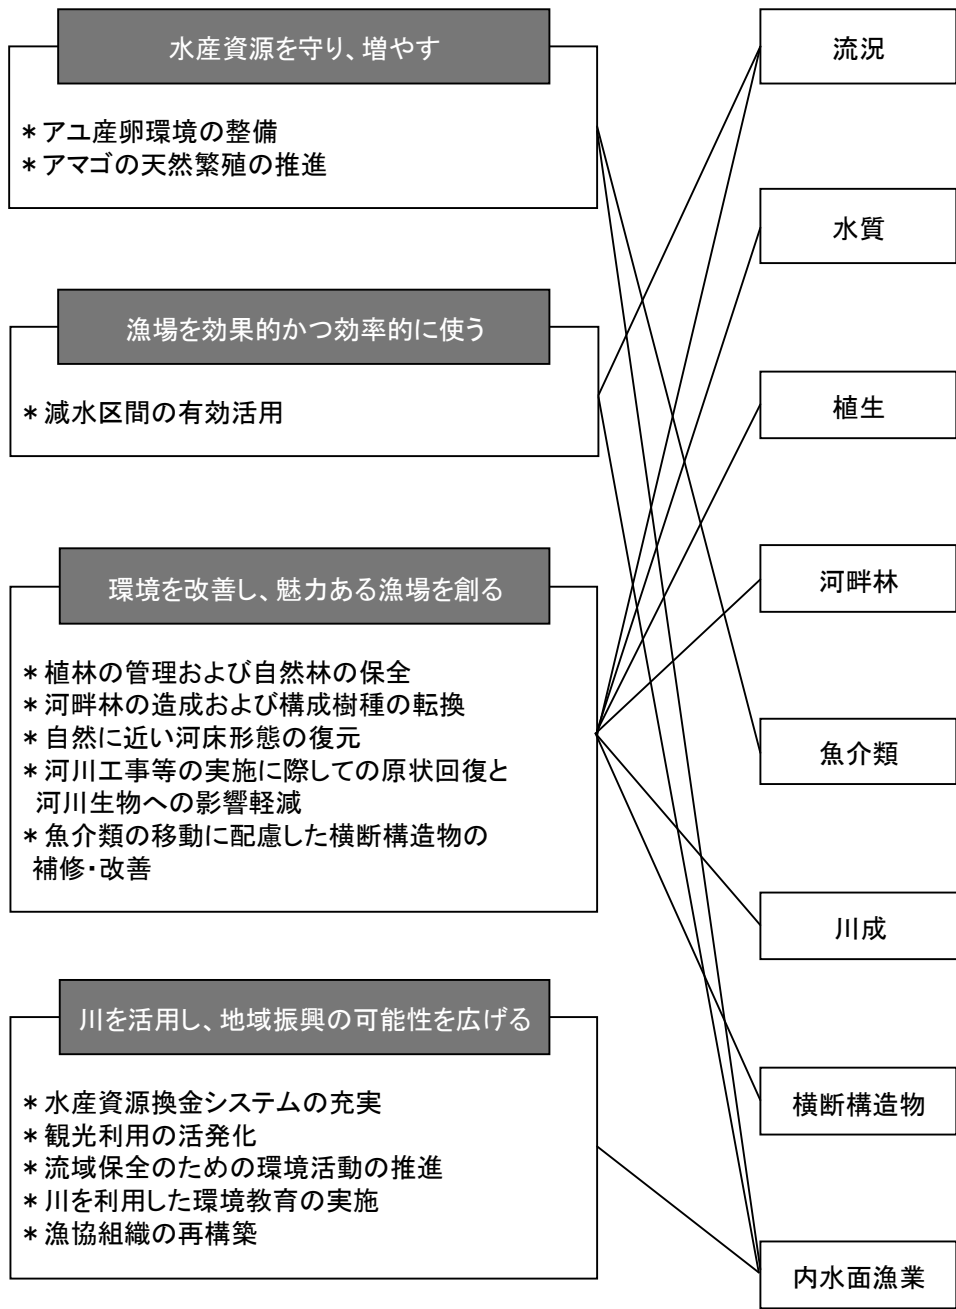 水産資源を守り、増やす
＊アユ産卵環境の整備
＊アマゴの天然繁殖の推進
漁場を効果的かつ効率的に使う
＊減水区間の有効活用
環境を改善し、魅力ある漁場を創る
＊植林の管理および自然林の保全
＊河畔林の造成および構成樹種の転換
＊自然に近い河床形態の復元
＊河川工事等の実施に際しての原状回復と
河川生物への影響軽減
＊魚介類の移動に配慮した横断構造物の
補修・改善
川を活用し、地域振興の可能性を広げる
＊水産資源換金システムの充実
＊観光利用の活発化
＊流域保全のための環境活動の推進
＊川を利用した環境教育の実施
＊漁協組織の再構築
流況
水質
植生
河畔林
魚介類
川成
横断構造物
内水面漁業